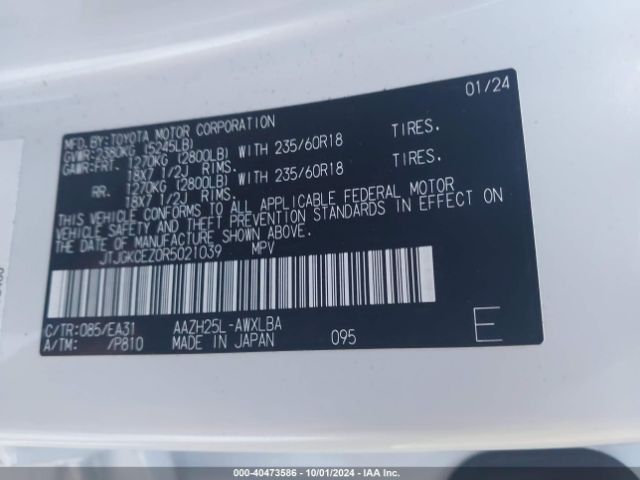 01/24
MFD.BY:TOYOTA MOTOR CORPORATION
GVWR:2380KG (5245LB)
GAWR:FRT. 1270KG (2800LB) WITH 235/60R18 TIRES.
18X7 1/2J RIMS.
RR. 1270KG (2800LB) WITH 235/60R18 TIRES.
18X7 1/2J RIMS.
THIS VEHICLE CONFORMS TO ALL APPLICABLE FEDERAL MOTOR
VEHICLE SAFETY AND THEFT PREVENTION STANDARDS IN EFFECT
ON THE DATE OF MANUFACTURE SHOWN ABOVE.
JTJGKCEZ0R5021039 MPV
C/TR:085/EA31 AAZH25L-AWXLBA
A/TM: /P810 MADE IN JAPAN 095 E
000-40473586 - 10/01/2024 - IAA Holdings, LLC.